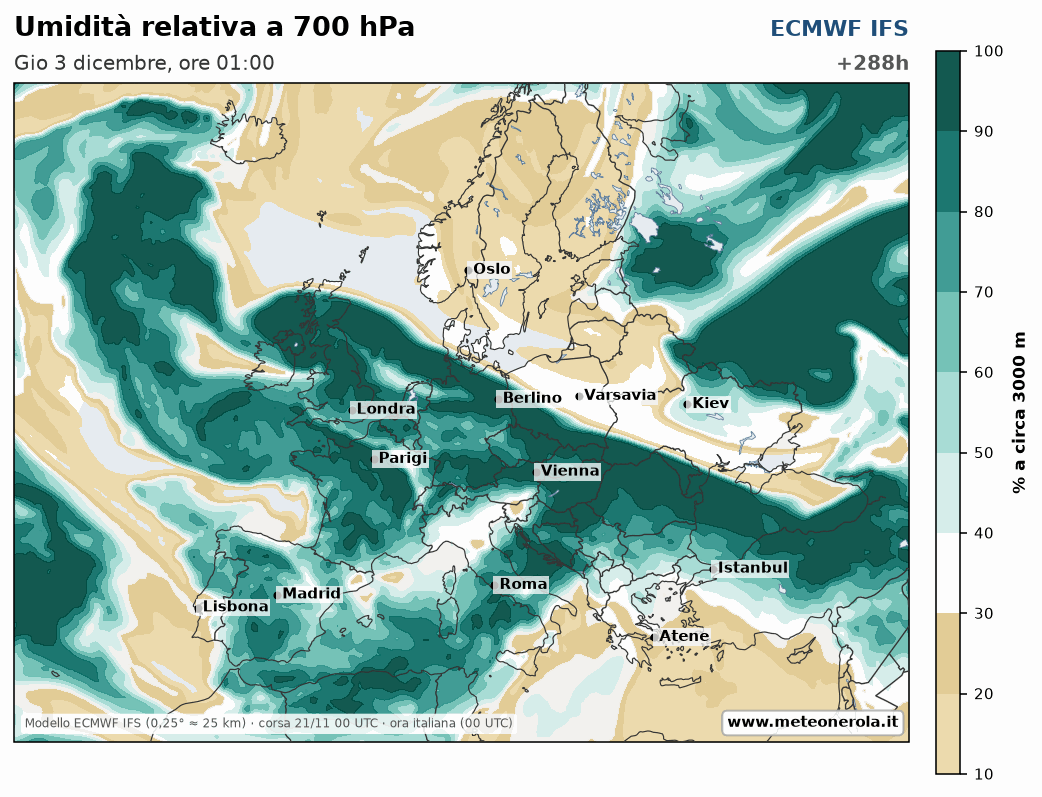 Umidità relativa a 700 hPa
ECMWF IFS
Gio 3 dicembre, ore 01:00
+288h
Oslo
Berlino
Varsavia
Kiev
Londra
Parigi
Vienna
Istanbul
Roma
Madrid
Lisbona
Atene
Modello ECMWF IFS (0,25° ≈ 25 km) · corsa 21/11 00 UTC · ora italiana (00 UTC)
www.meteonerola.it
100
90
80
70
60
50
40
30
20
10
% a circa 3000 m